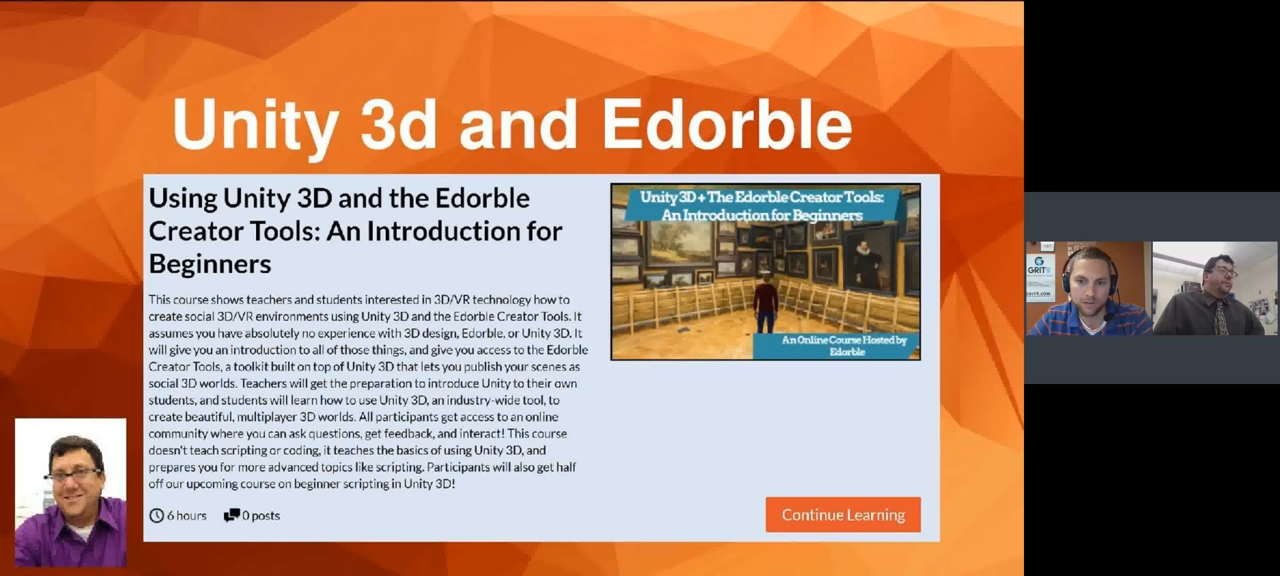 Unity 3d and Edorble
Using Unity 3D and the Edorble
Creator Tools: An Introduction for
Beginners
This course shows teachers and students interested in 3D/VR technology how to
create social 3D/VR environments using Unity 3D and the Edorble Creator Tools. It
assumes you have absolutely no experience with 3D design, Edorble, or Unity 3D. It
will give you an introduction to all of those things, and give you access to the Edorble
Creator Tools, a toolkit built on top of Unity 3D that lets you publish your scenes as
social 3D worlds. Teachers will get the preparation to introduce Unity to their own
students, and students will learn how to use Unity 3D, an industry-wide tool, to
create beautiful, multiplayer 3D worlds. All participants get access to an online
community where you can ask questions, get feedback, and interact! This course
doesn't teach scripting or coding, it teaches the basics of using Unity 3D, and
prepares you for more advanced topics like scripting. Participants will also get half
off our upcoming course on beginner scripting in Unity 3D!
6 hours 0 posts
Unity 3D + The Edorble Creator Tools:
An Introduction for Beginners
An Online Course Hosted by
Edorble
Continue Learning
GRIT9